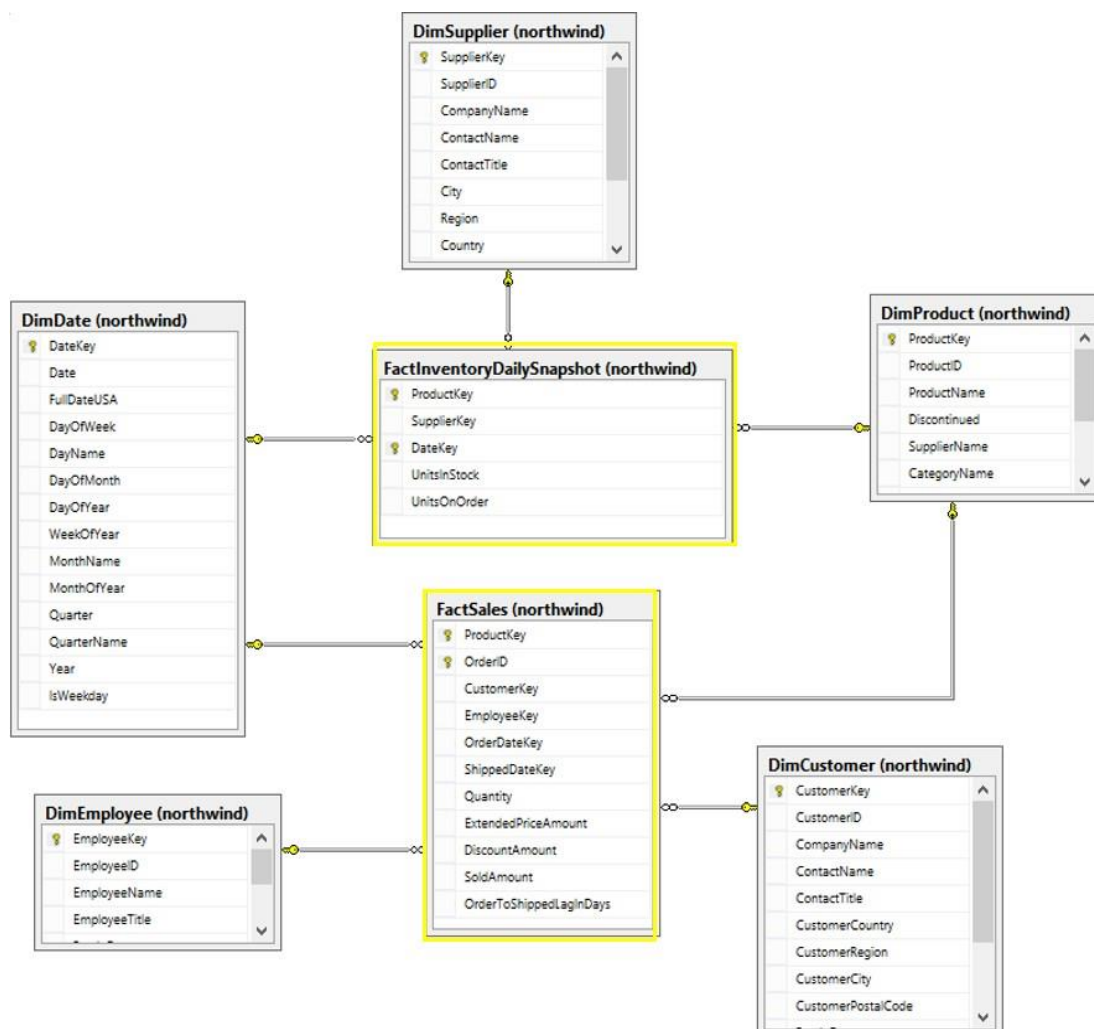 DimSupplier (northwind)
SupplierKey
SupplierID
CompanyName
ContactName
ContactTitle
City
Region
Country
DimDate (northwind)
DateKey
Date
FullDateUSA
DayOfWeek
DayName
DayOfMonth
DayOfYear
WeekOfYear
MonthName
MonthOfYear
Quarter
QuarterName
Year
IsWeekday
FactInventoryDailySnapshot (northwind)
ProductKey
SupplierKey
DateKey
UnitsInStock
UnitsOnOrder
DimProduct (northwind)
ProductKey
ProductID
ProductName
Discontinued
SupplierName
CategoryName
FactSales (northwind)
ProductKey
OrderID
CustomerKey
EmployeeKey
OrderDateKey
ShippedDateKey
Quantity
ExtendedPriceAmount
DiscountAmount
SoldAmount
OrderToShippedLagInDays
DimEmployee (northwind)
EmployeeKey
EmployeeID
EmployeeName
EmployeeTitle
DimCustomer (northwind)
CustomerKey
CustomerID
CompanyName
ContactName
ContactTitle
CustomerCountry
CustomerRegion
CustomerCity
CustomerPostalCode